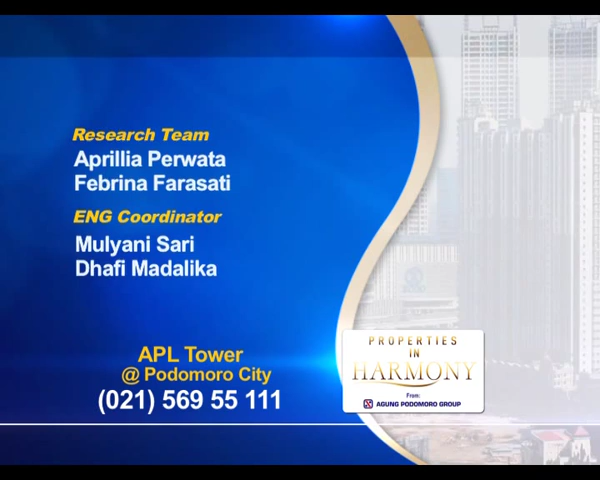 Research Team
Aprillia Perwata
Febrina Farasati
ENG Coordinator
Mulyani Sari
Dhafi Madalika
APL Tower
@ Podomoro City
(021) 569 55 111
PROPERTIES
IN
HARMONY
From:
AGUNG PODOMORO GROUP